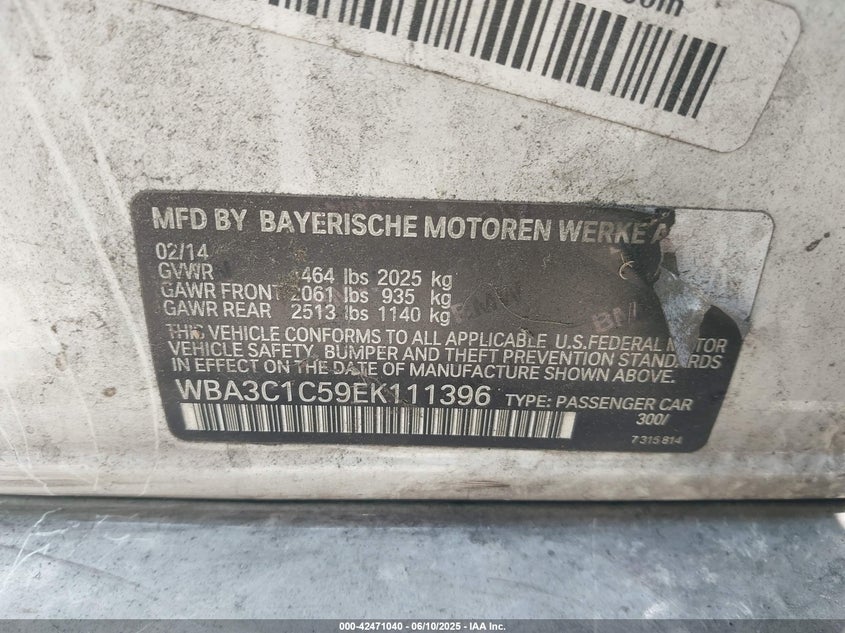 MFD BY BAYERISCHE MOTOREN WERKE A
02/14
GVWR 4464 lbs 2025 kg
GAWR FRONT 2061 lbs 935 kg
GAWR REAR 2513 lbs 1140 kg
THIS VEHICLE CONFORMS TO ALL APPLICABLE U.S.FEDERAL MOTOR
VEHICLE SAFETY, BUMPER AND THEFT PREVENTION STANDARDS
IN EFFECT ON THE DATE OF MANUFACTURE SHOWN ABOVE.
WBA3C1C59EK111396 TYPE: PASSENGER CAR
300/
7 315 814
000-42471040 - 06/10/2025 - IAA Inc.